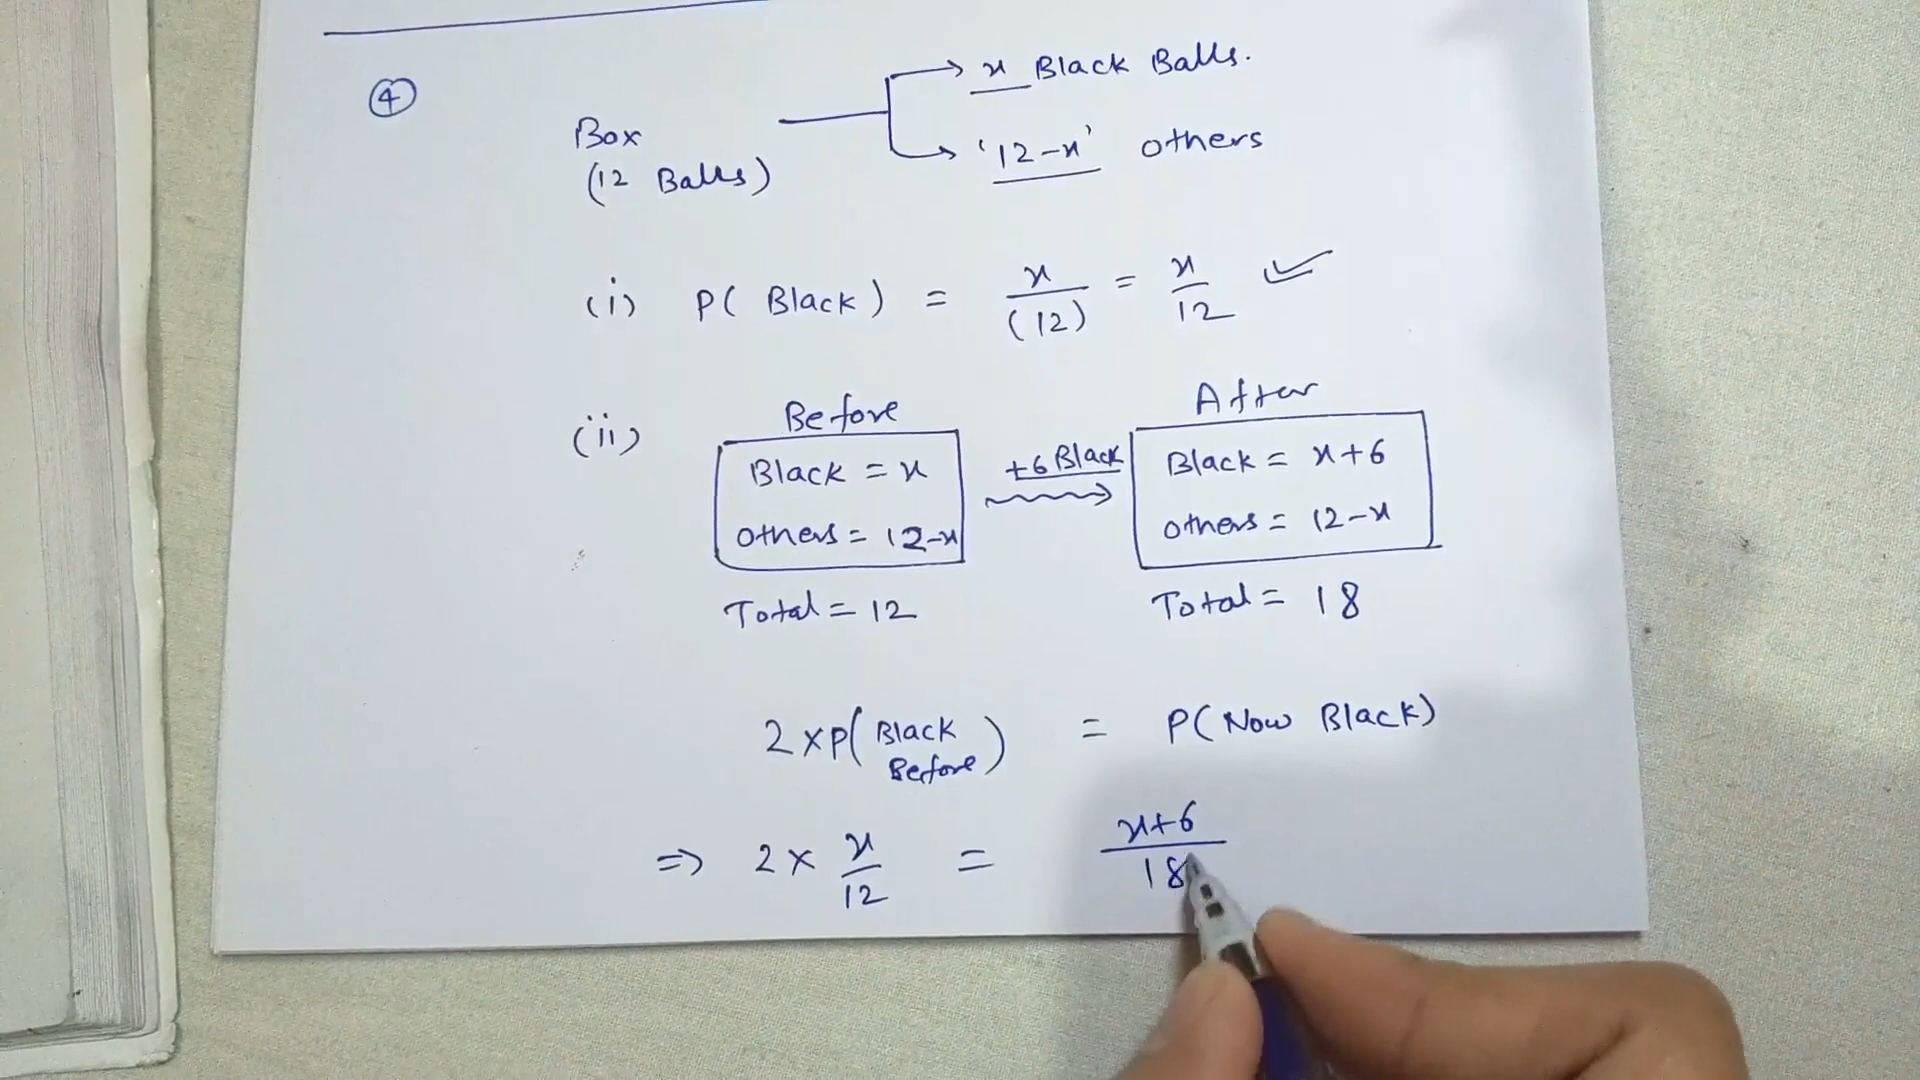 ④
x Black Balls.
Box
(12 Balls)
'12-x' others
(i) P(Black) = x/(12) = x/12 ✓
(ii) Before
After
Black = x
+6 Black
Black = x+6
others = 12-x
others = 12-x
Total = 12
Total = 18
2×P(Black Before) = P(Now Black)
=> 2 × x/12 = x+6/18